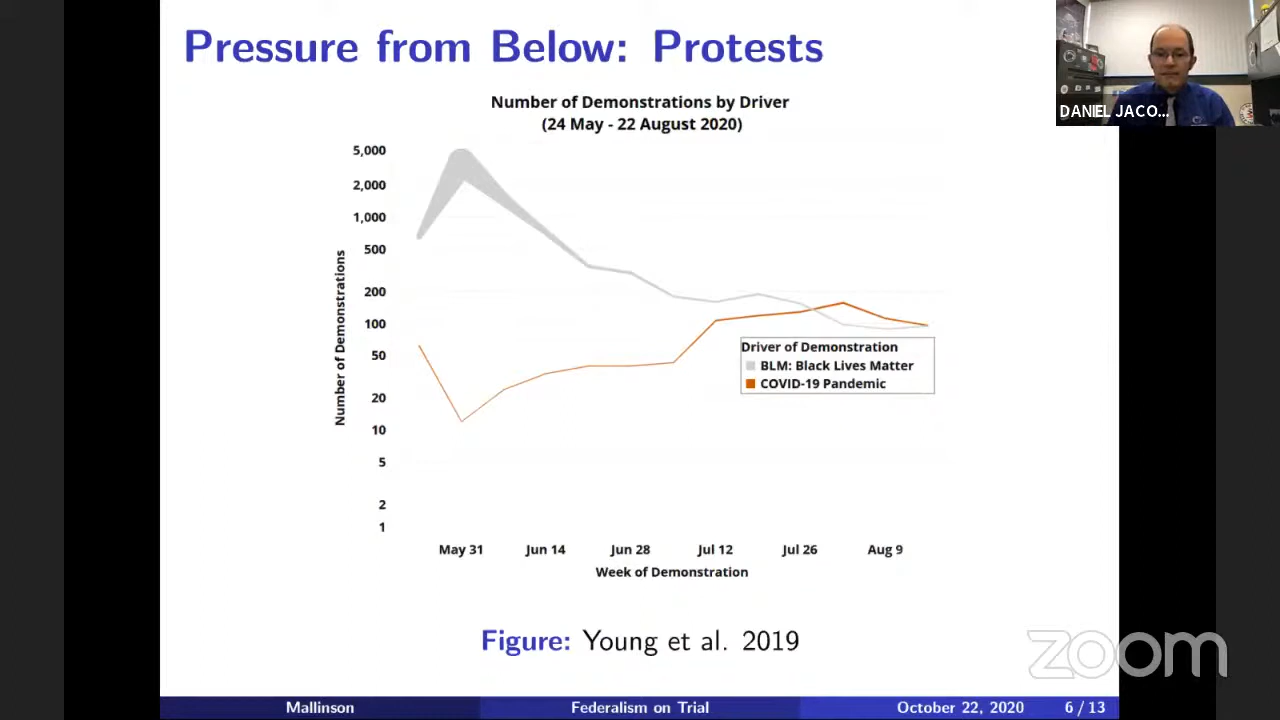 Pressure from Below: Protests
DANIEL JACO...
Number of Demonstrations by Driver
(24 May - 22 August 2020)
5,000
2,000
1,000
500
200
100
50
20
10
5
2
1
Number of Demonstrations
Driver of Demonstration
BLM: Black Lives Matter
COVID-19 Pandemic
May 31 Jun 14 Jun 28 Jul 12 Jul 26 Aug 9
Week of Demonstration
Figure: Young et al. 2019
zoom
Mallinson Federalism on Trial October 22, 2020 6 / 13